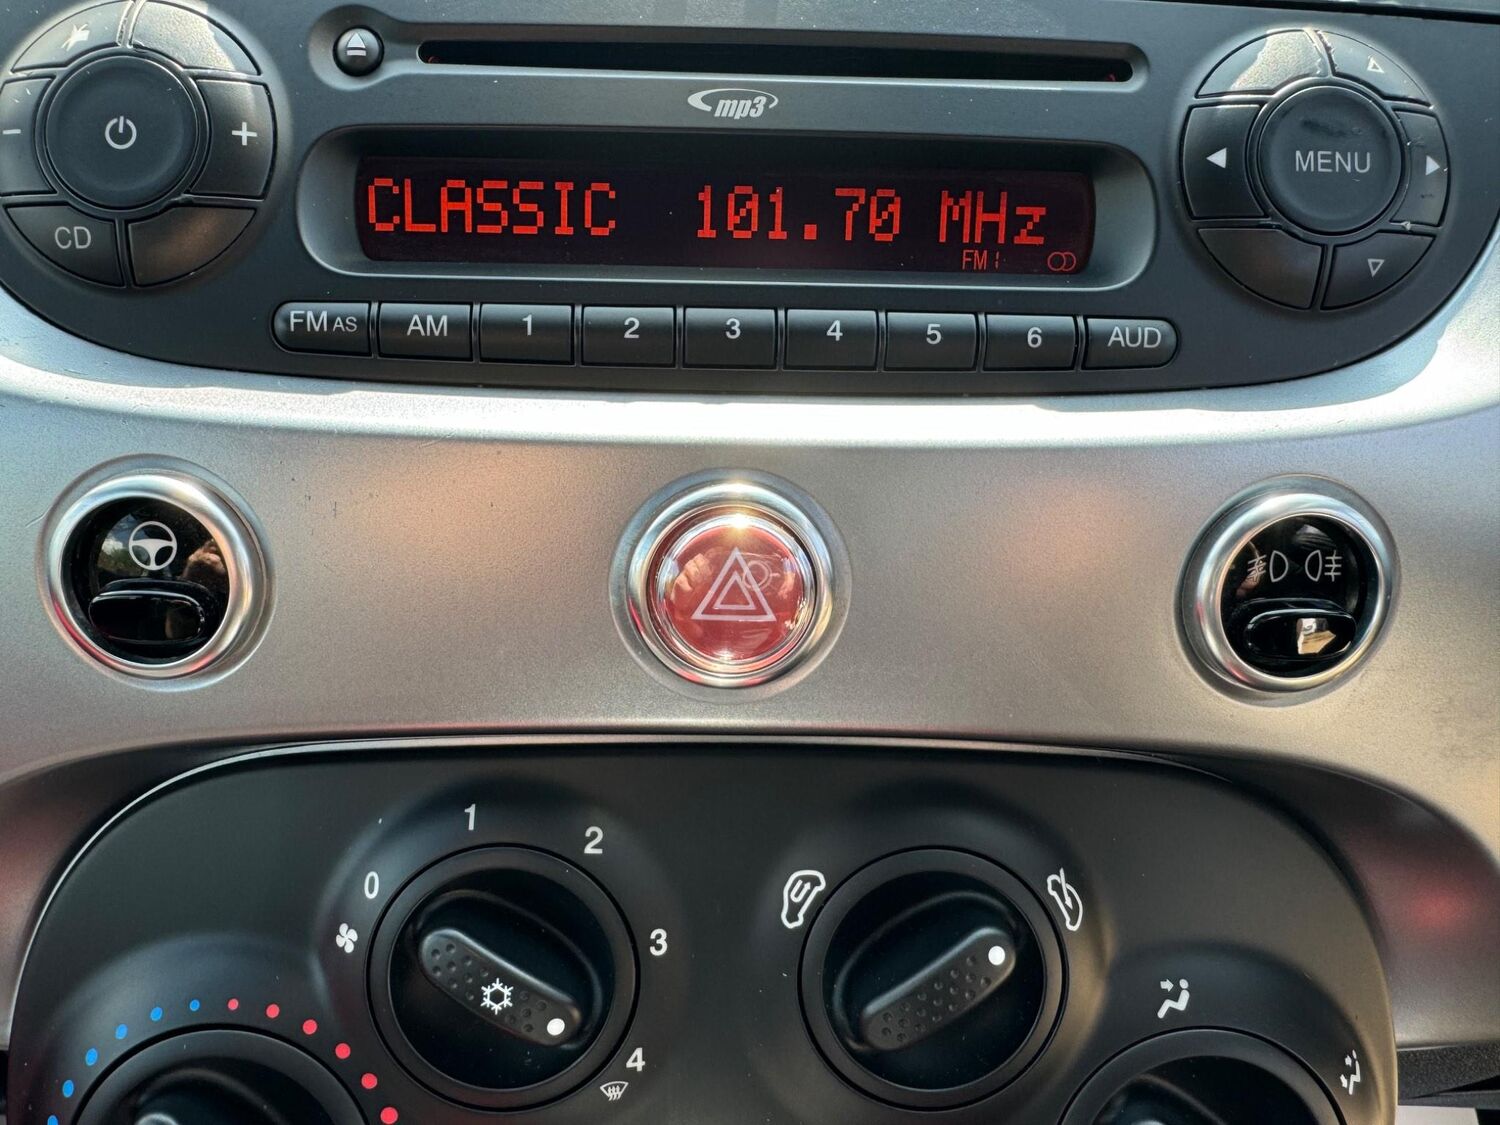 mp3
CLASSIC 101.70 MHz
FM1
MENU
CD
FM AS AM 1 2 3 4 5 6 AUD
0 1 2 3 4